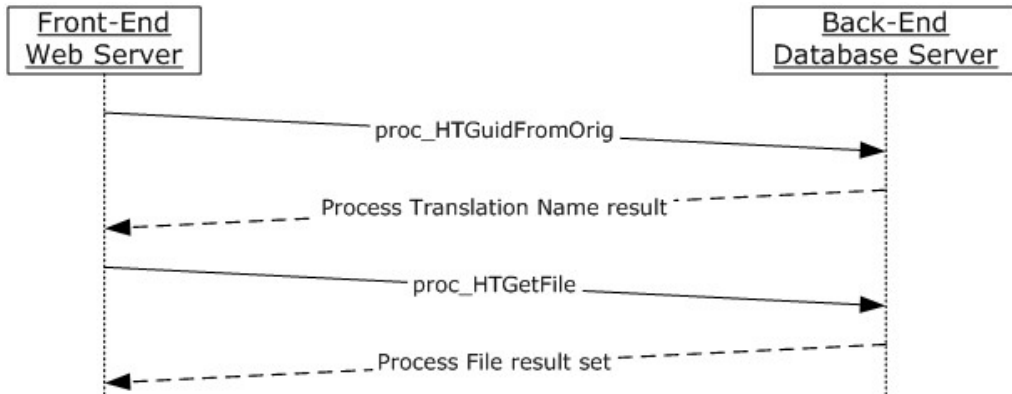 Front-End
Web Server
Back-End
Database Server
proc_HTGuidFromOrig
Process Translation Name result
proc_HTGetFile
Process File result set